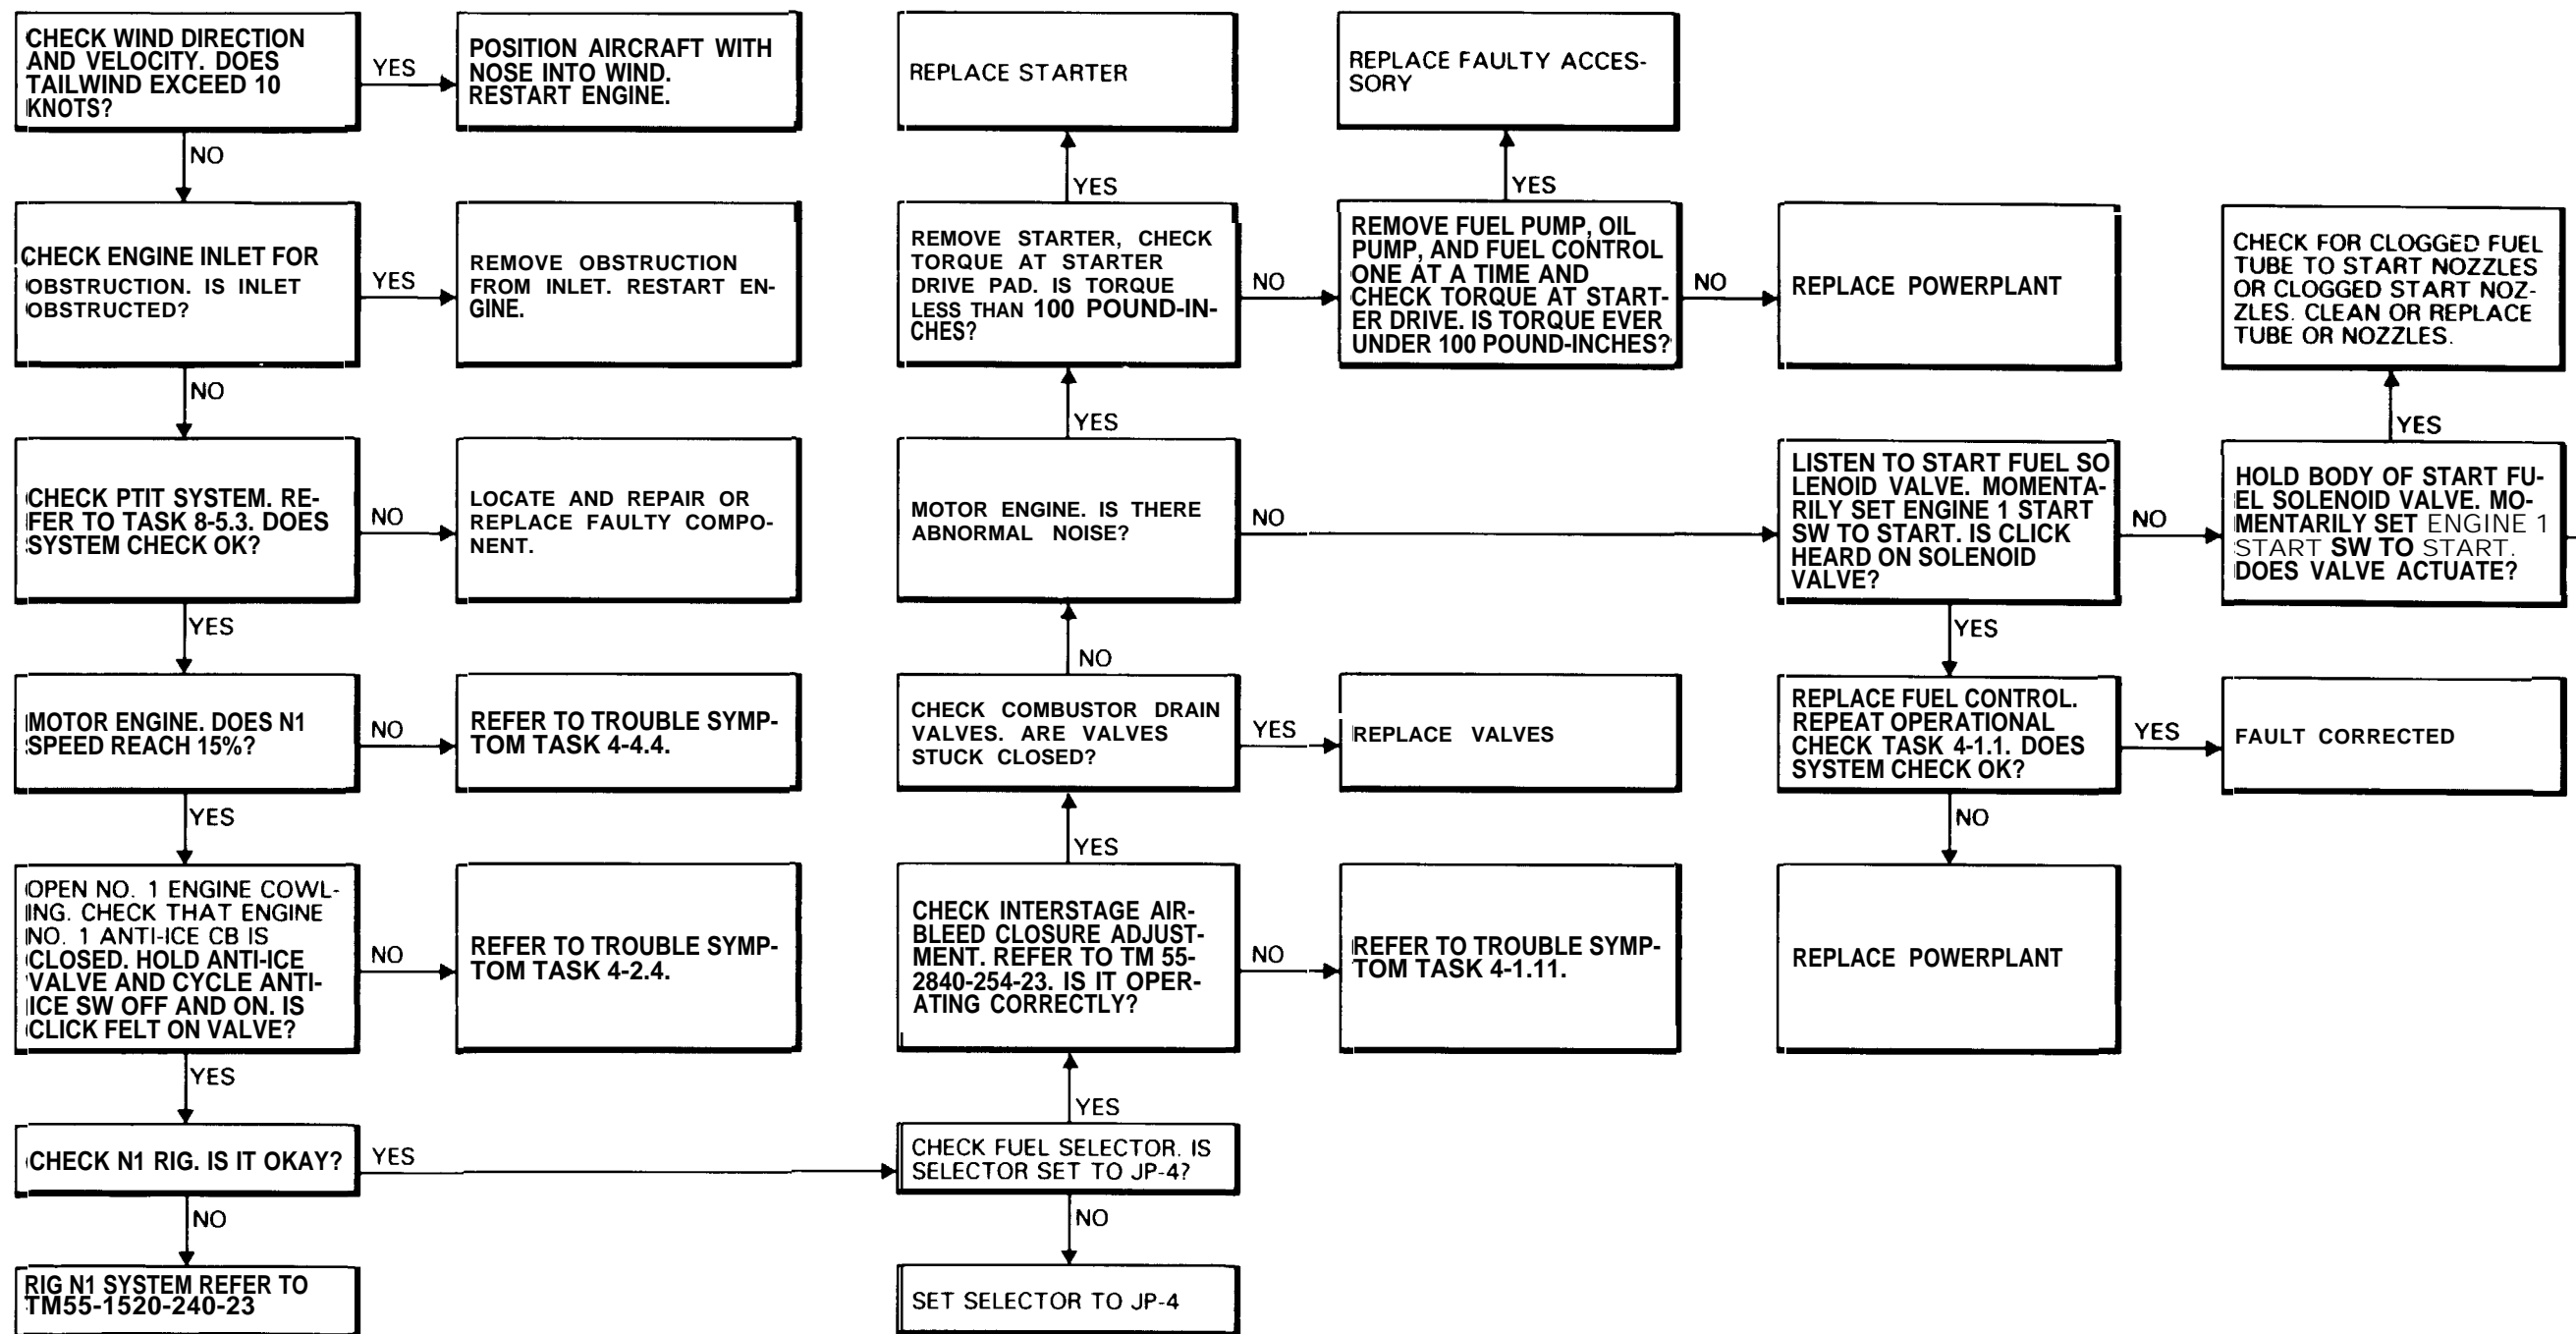 CHECK WIND DIRECTION
AND VELOCITY. DOES
TAILWIND EXCEED 10
KNOTS?
YES
POSITION AIRCRAFT WITH
NOSE INTO WIND.
RESTART ENGINE.
NO
CHECK ENGINE INLET FOR
OBSTRUCTION. IS INLET
OBSTRUCTED?
YES
REMOVE OBSTRUCTION
FROM INLET. RESTART EN-
GINE.
NO
CHECK PTIT SYSTEM. RE-
FER TO TASK 8-5.3. DOES
SYSTEM CHECK OK?
NO
LOCATE AND REPAIR OR
REPLACE FAULTY COMPO-
NENT.
YES
MOTOR ENGINE. DOES N1
SPEED REACH 15%?
NO
REFER TO TROUBLE SYMP-
TOM TASK 4-4.4.
YES
OPEN NO. 1 ENGINE COWL-
ING. CHECK THAT ENGINE
NO. 1 ANTI-ICE CB IS
CLOSED. HOLD ANTI-ICE
VALVE AND CYCLE ANTI-
ICE SW OFF AND ON. IS
CLICK FELT ON VALVE?
NO
REFER TO TROUBLE SYMP-
TOM TASK 4-2.4.
YES
CHECK N1 RIG. IS IT OKAY?
YES
NO
RIG N1 SYSTEM REFER TO
TM55-1520-240-23
REPLACE STARTER
YES
REMOVE STARTER, CHECK
TORQUE AT STARTER
DRIVE PAD. IS TORQUE
LESS THAN 100 POUND-IN-
CHES?
NO
YES
MOTOR ENGINE. IS THERE
ABNORMAL NOISE?
NO
NO
CHECK COMBUSTOR DRAIN
VALVES. ARE VALVES
STUCK CLOSED?
YES
REPLACE VALVES
YES
CHECK INTERSTAGE AIR-
BLEED CLOSURE ADJUST-
MENT. REFER TO TM 55-
2840-254-23. IS IT OPER-
ATING CORRECTLY?
NO
REFER TO TROUBLE SYMP-
TOM TASK 4-1.11.
YES
CHECK FUEL SELECTOR. IS
SELECTOR SET TO JP-4?
NO
SET SELECTOR TO JP-4
REPLACE FAULTY ACCES-
SORY
YES
REMOVE FUEL PUMP, OIL
PUMP, AND FUEL CONTROL
ONE AT A TIME AND
CHECK TORQUE AT START-
ER DRIVE. IS TORQUE EVER
UNDER 100 POUND-INCHES?
NO
REPLACE POWERPLANT
LISTEN TO START FUEL SO
LENOID VALVE. MOMENTA-
RILY SET ENGINE 1 START
SW TO START. IS CLICK
HEARD ON SOLENOID
VALVE?
NO
YES
REPLACE FUEL CONTROL.
REPEAT OPERATIONAL
CHECK TASK 4-1.1. DOES
SYSTEM CHECK OK?
YES
FAULT CORRECTED
NO
REPLACE POWERPLANT
CHECK FOR CLOGGED FUEL
TUBE TO START NOZZLES
OR CLOGGED START NOZ-
ZLES. CLEAN OR REPLACE
TUBE OR NOZZLES.
YES
HOLD BODY OF START FU-
EL SOLENOID VALVE. MO-
MENTARILY SET ENGINE 1
START SW TO START.
DOES VALVE ACTUATE?